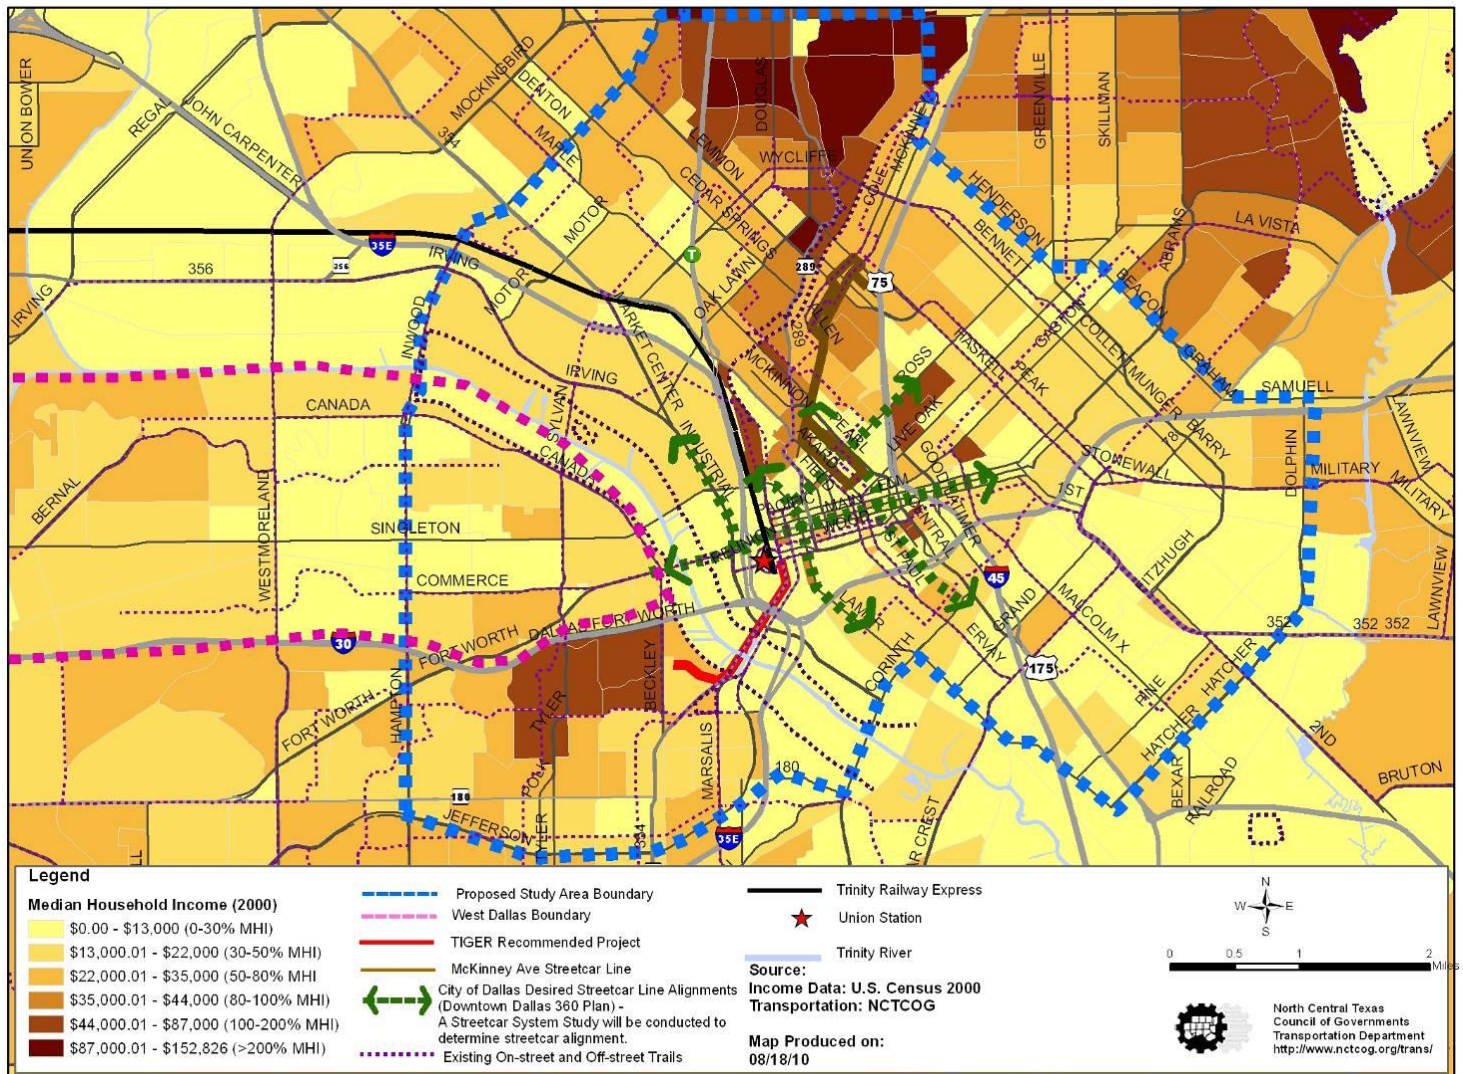 UNION BOWER
REGAL
JOHN CARPENTER
MOCKINGBIRD
DENTON
MAPLE
354
LEMMON
DOUGLAS
WYCLIFFE
CEDAR SPRINGS
COLE
MCKINNEY
GREENVILLE
SKILLMAN
HENDERSON
BENNETT
ABRAMS
LA VISTA
MOTOR
356
356
35E
IRVING
IRVING
MOTOR
INWOOD
MARKET CENTER
OAK LAWN
T
289
289
75
ALLEN
BEACON
GASTON
COLLETT
MUNGER
GRAHAM
SAMUELL
HASKELL
PEAK
ROSS
MCKINNON
IRVING
CANADA
SYLVAN
CANADA
INDUSTRIAL
PEARL
AKARD
FIELD
LIVE OAK
GOOD LATIMER
BARRY
STONEWALL
1ST
DOLPHIN
MILITARY
LAWNVIEW
MILITARY
BERNAL
WESTMORELAND
SINGLETON
COMMERCE
PACIFIC
MAIN
ELM
WOOD
REUNION
CENTRAL
ST PAUL
45
LAMAR
GRAND
MALCOLM X
ERVAY
CORINTH
175
352
352 352
LAWNVIEW
30
FORT WORTH
DALLAS FORT WORTH
FORT WORTH
HAMPTON
TYLER
BECKLEY
MARSALIS
POLK
TYLER
180
180
JEFFERSON
35E
PINE
HATCHER
HATCHER
BEXAR
RAILROAD
2ND
BRUTON
Legend
Median Household Income (2000)
$0.00 - $13,000 (0-30% MHI)
$13,000.01 - $22,000 (30-50% MHI)
$22,000.01 - $35,000 (50-80% MHI
$35,000.01 - $44,000 (80-100% MHI)
$44,000.01 - $87,000 (100-200% MHI)
$87,000.01 - $152,826 (>200% MHI)
Proposed Study Area Boundary
West Dallas Boundary
TIGER Recommended Project
McKinney Ave Streetcar Line
City of Dallas Desired Streetcar Line Alignments
(Downtown Dallas 360 Plan) -
A Streetcar System Study will be conducted to
determine streetcar alignment.
Existing On-street and Off-street Trails
Trinity Railway Express
Union Station
Trinity River
Source:
Income Data: U.S. Census 2000
Transportation: NCTCOG
Map Produced on:
08/18/10
N
W E
S
0 0.5 1 2
Miles
North Central Texas
Council of Governments
Transportation Department
http://www.nctcog.org/trans/